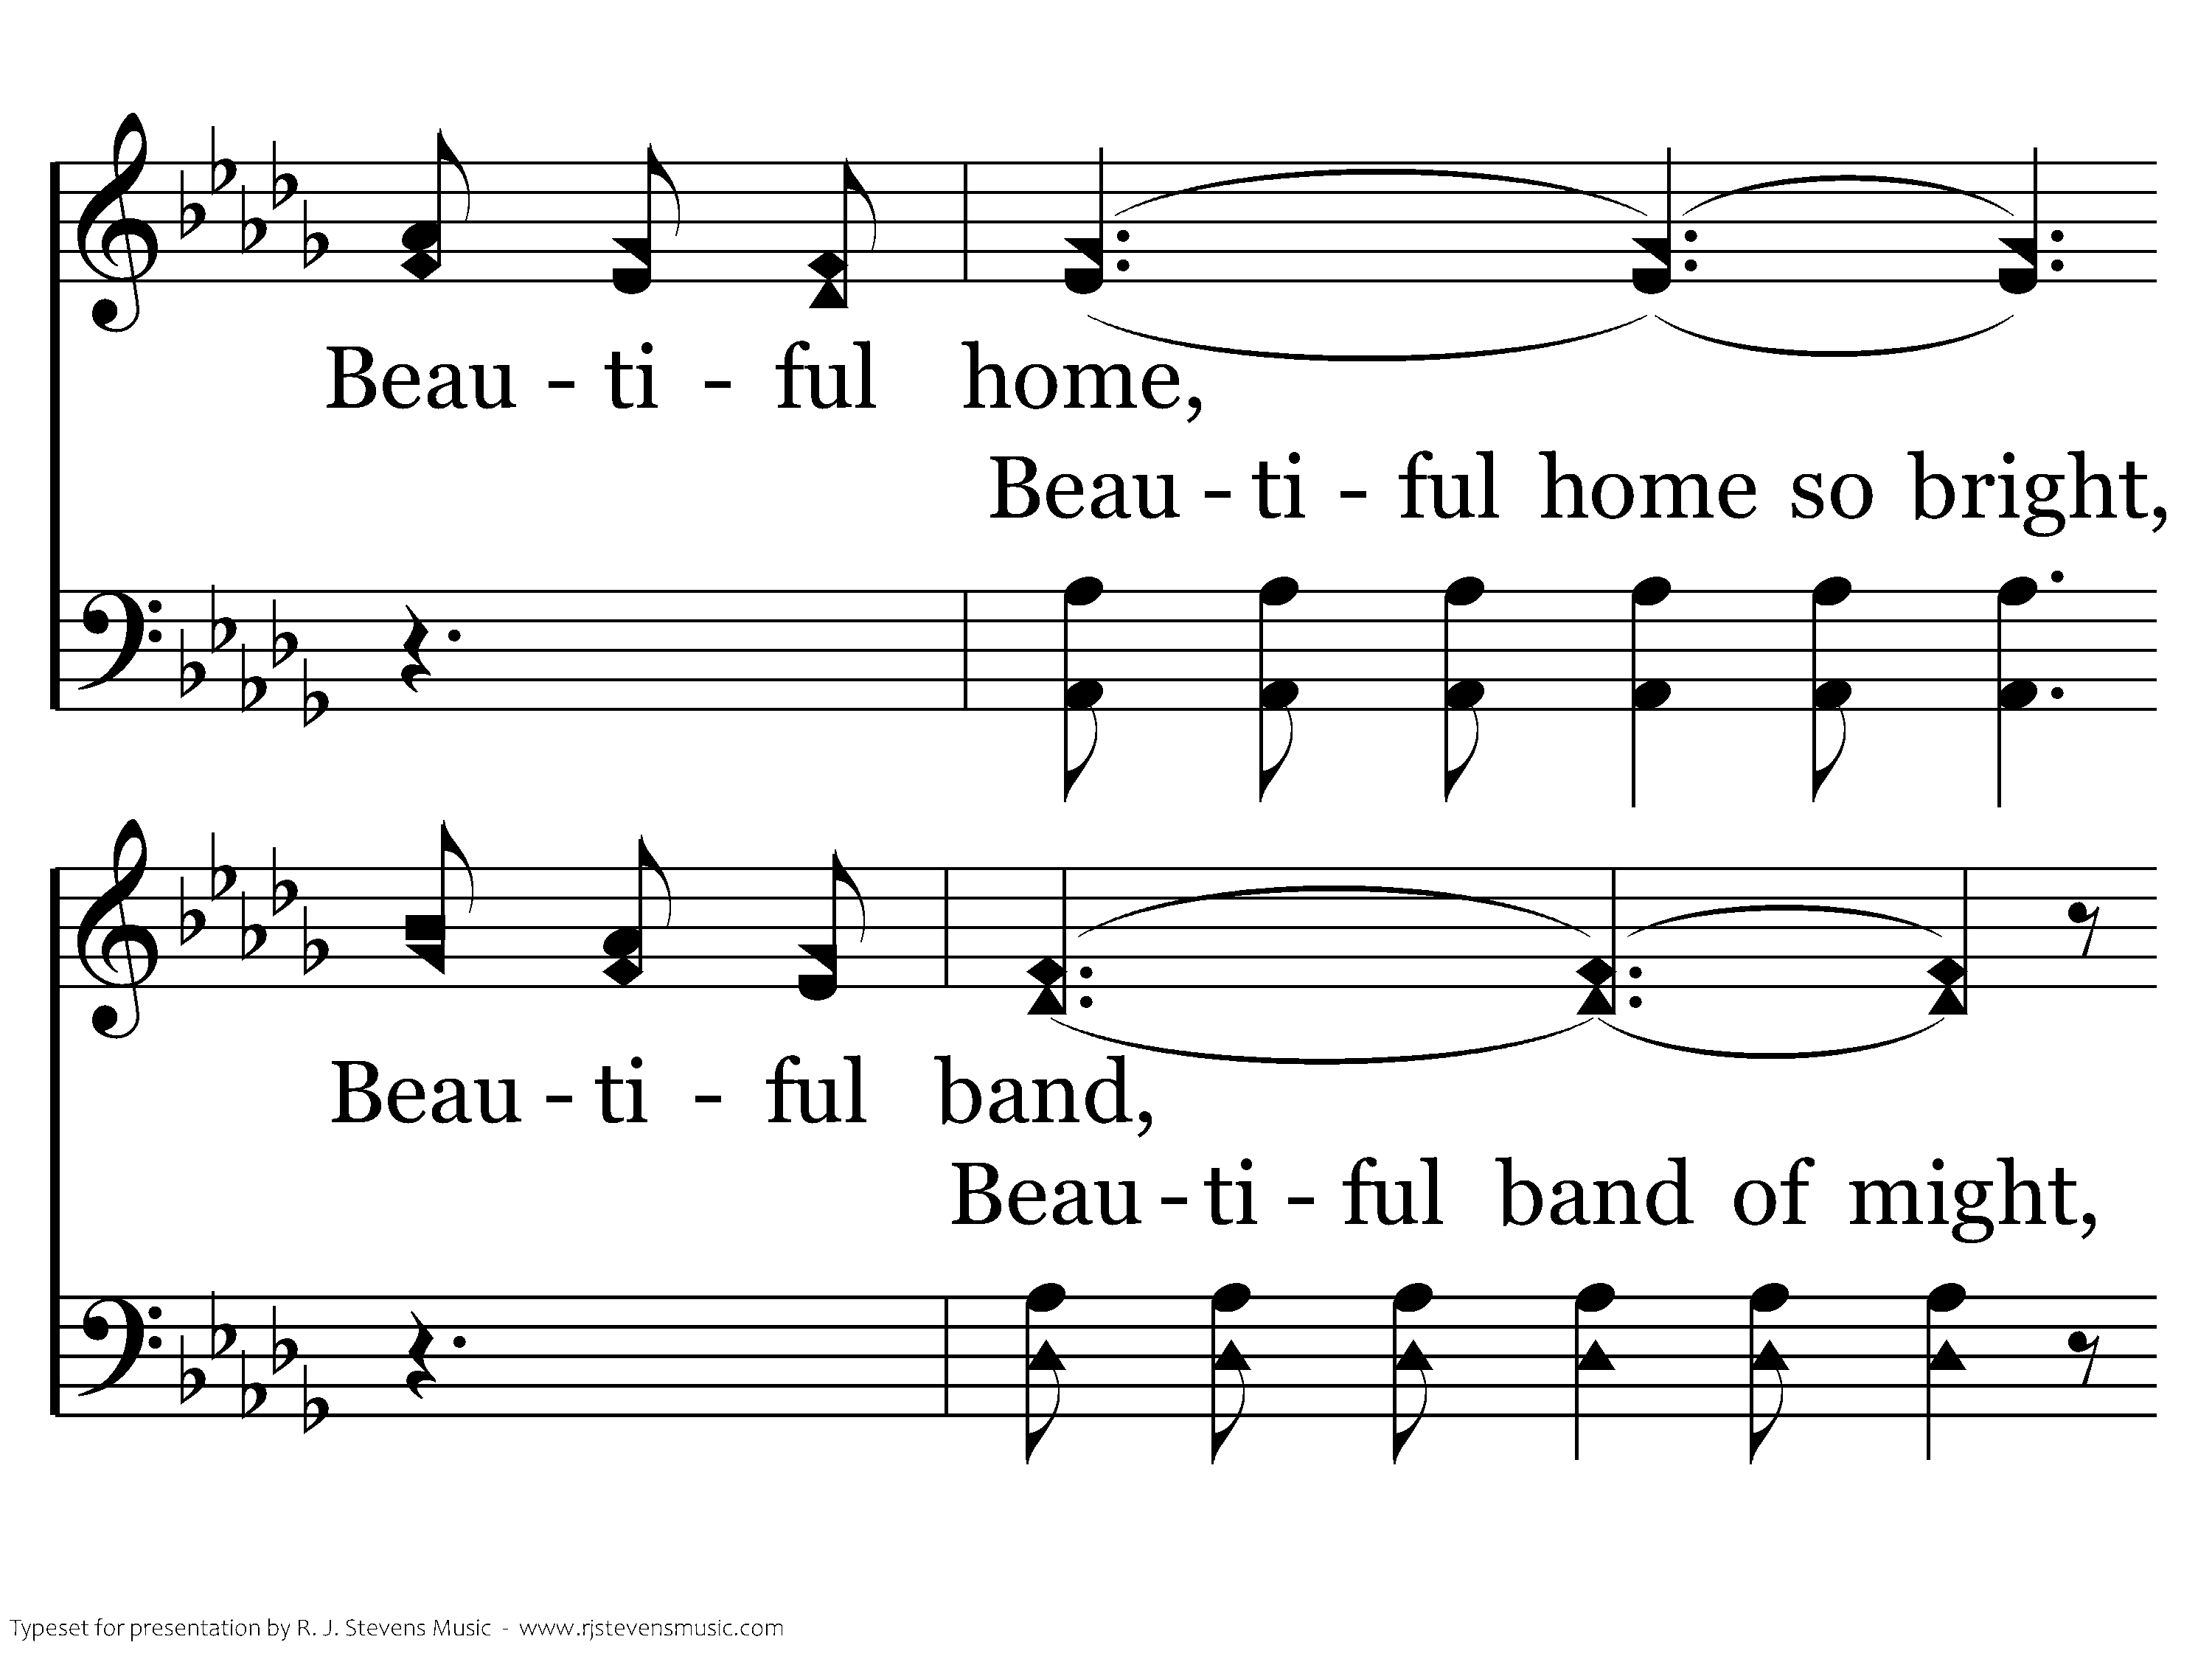 Beau - ti - ful home,
Beau - ti - ful home so bright,
Beau - ti - ful band,
Beau - ti - ful band of might,
Typeset for presentation by R. J. Stevens Music - www.rjstevensmusic.com